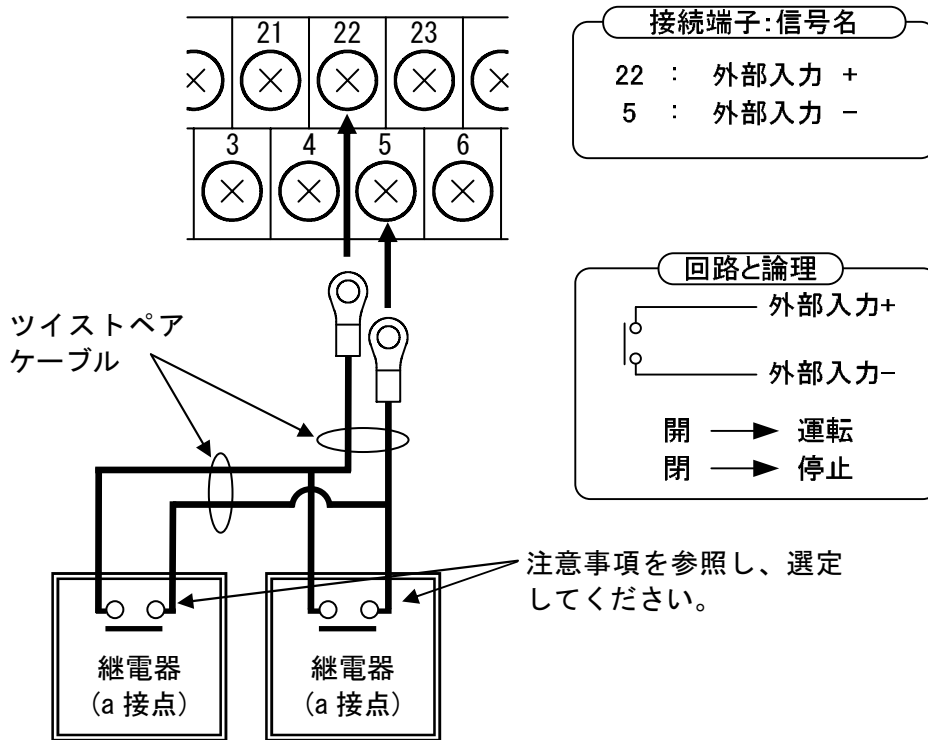 21 22 23
3 4 5 6
接続端子:信号名
22 : 外部入力 +
5 : 外部入力 −
回路と論理
外部入力+
外部入力−
開 運転
閉 停止
ツイストペア
ケーブル
注意事項を参照し、選定
してください。
継電器
(a 接点)
継電器
(a 接点)